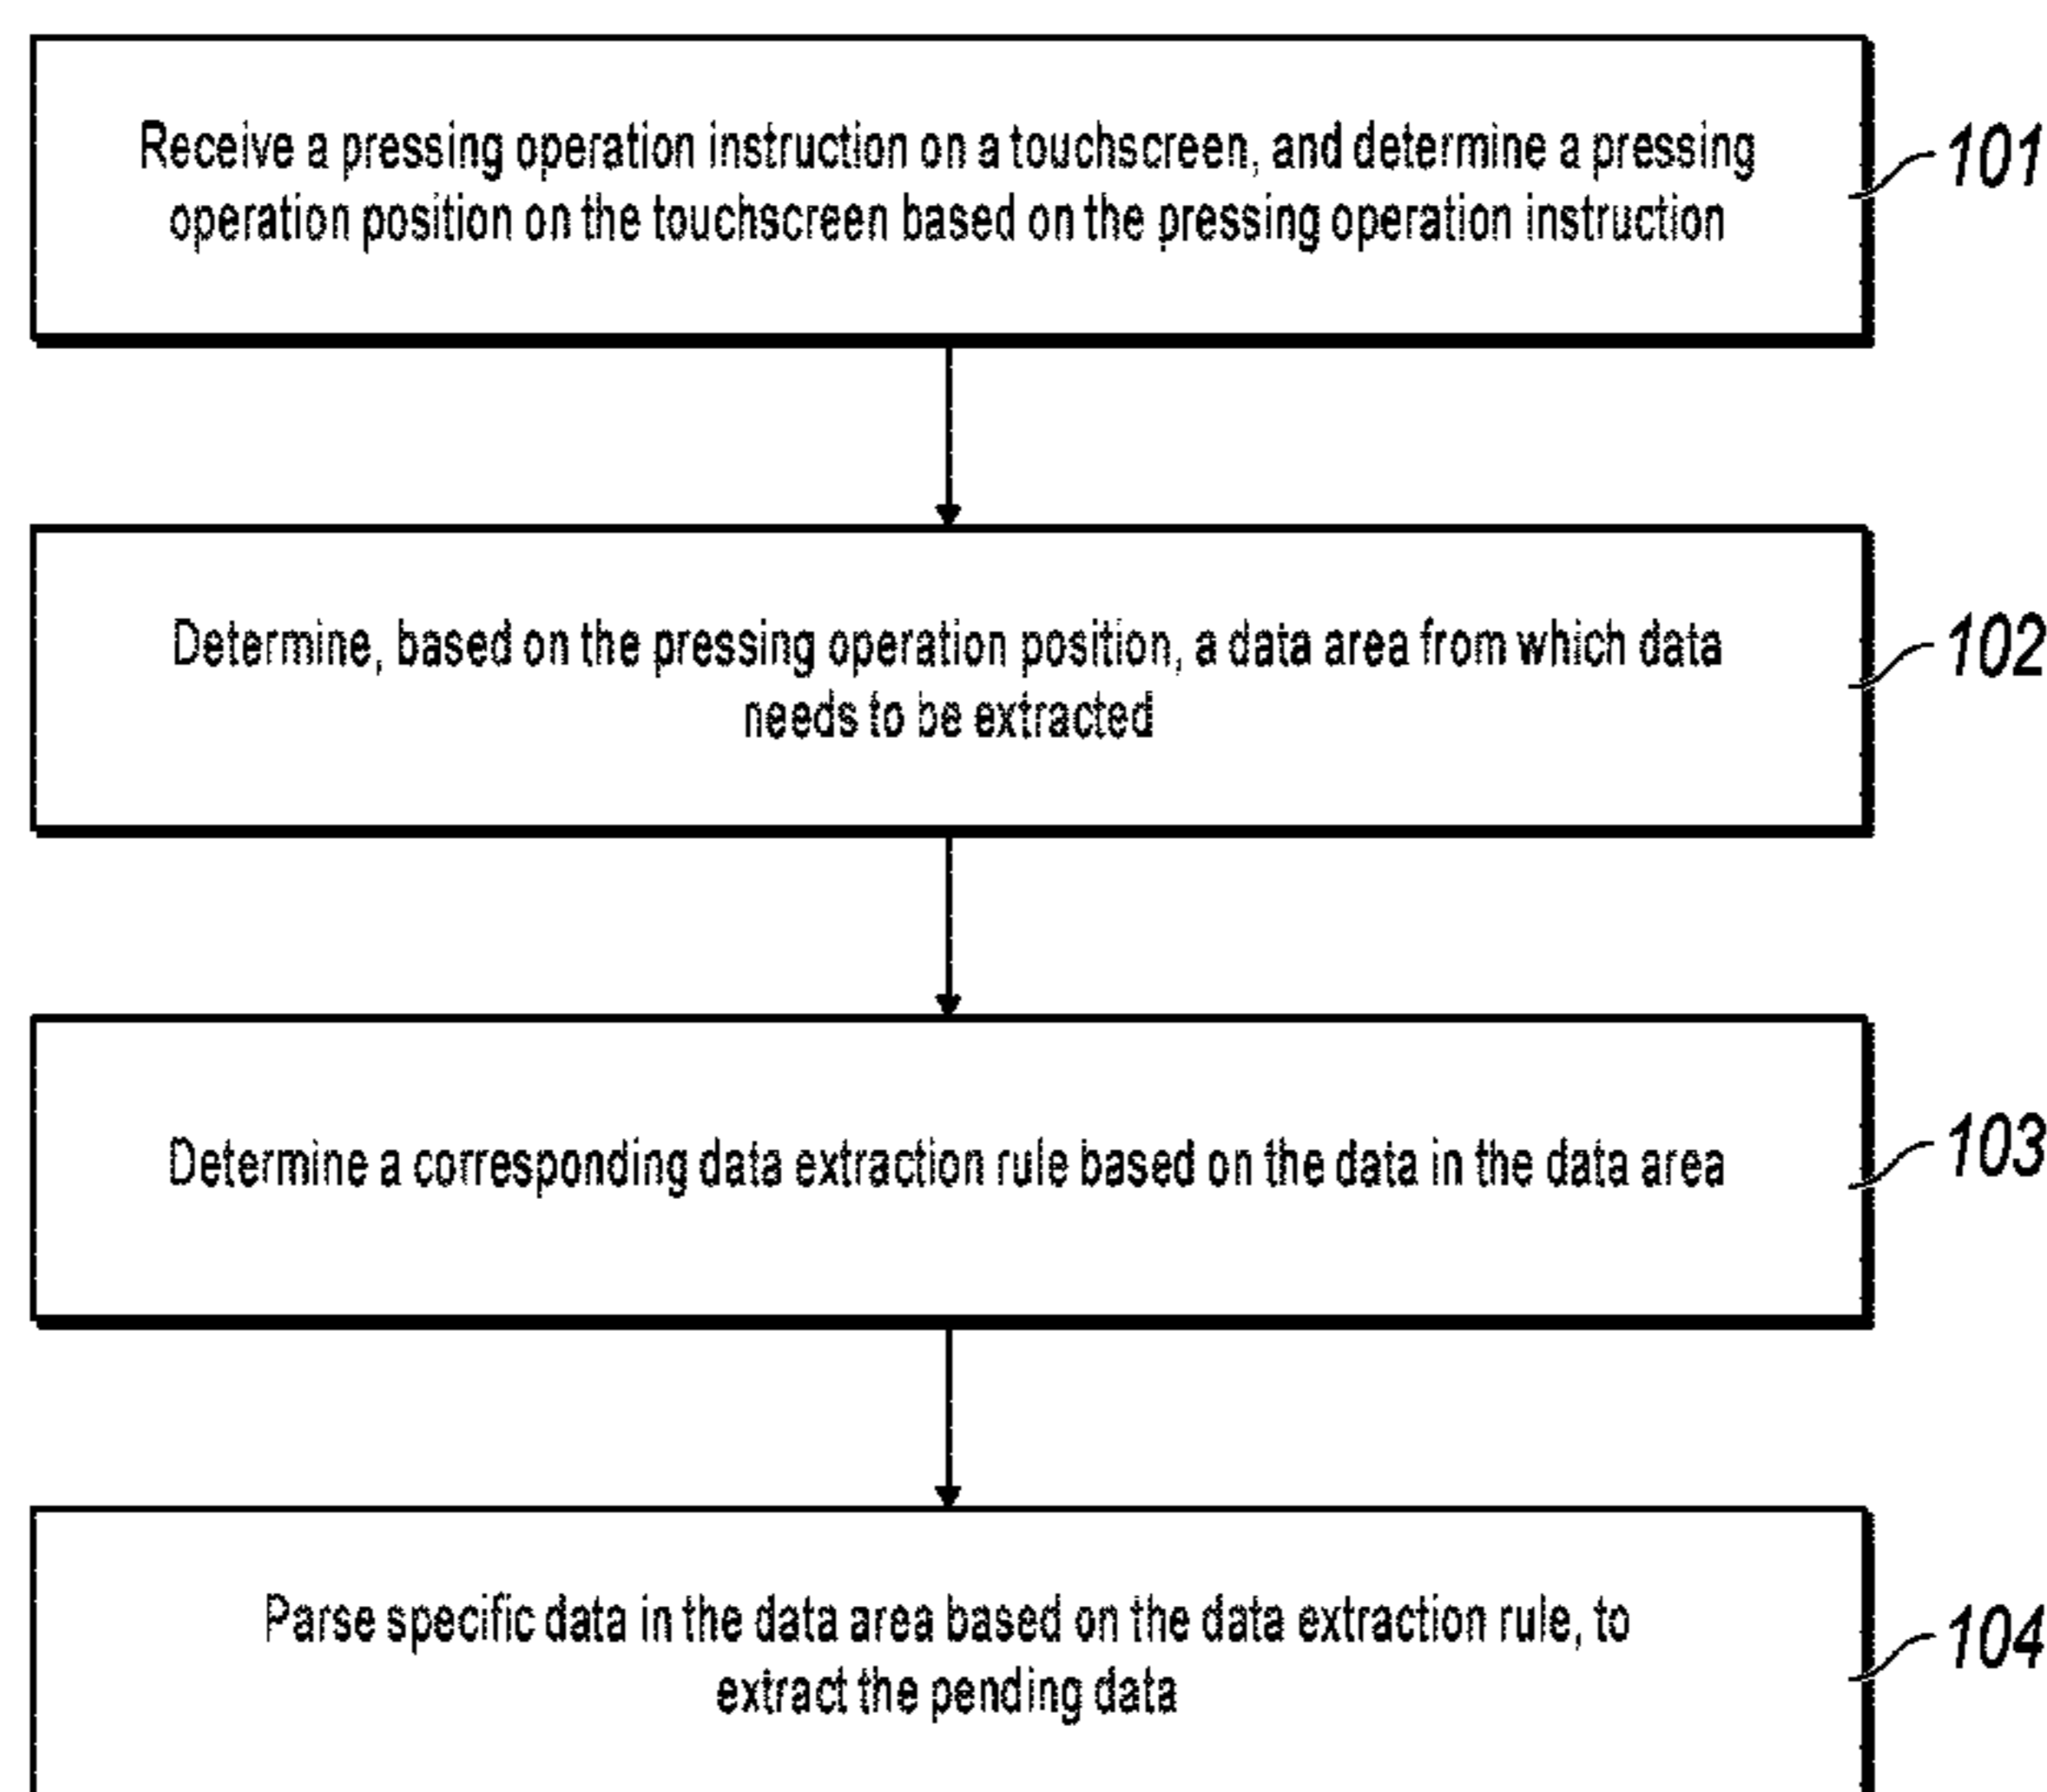 Receive a pressing operation instruction on a touchscreen, and determine a pressing
operation position on the touchscreen based on the pressing operation instruction
101
Determine, based on the pressing operation position, a data area from which data
needs to be extracted
102
Determine a corresponding data extraction rule based on the data in the data area
103
Parse specific data in the data area based on the data extraction rule, to
extract the pending data
104